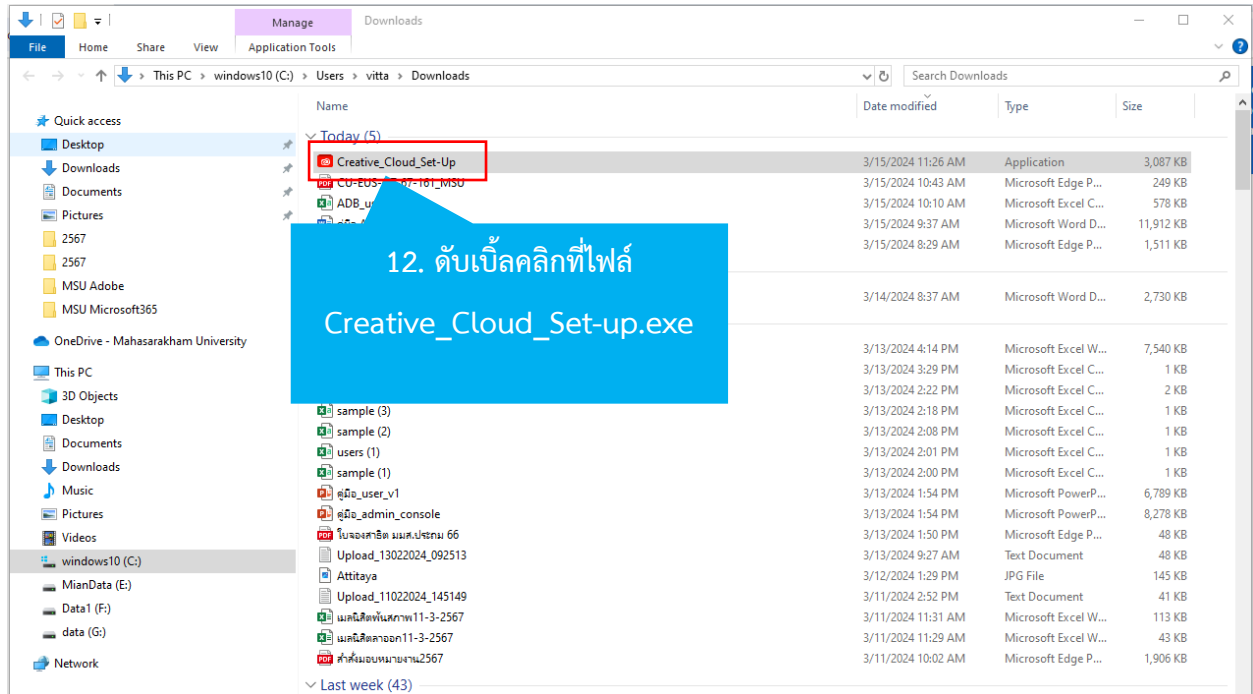 Manage
Downloads
File Home Share View Application Tools
This PC > windows10 (C:) > Users > vitta > Downloads
Search Downloads
Name Date modified Type Size
Quick access
Desktop
Downloads
Documents
Pictures
2567
2567
MSU Adobe
MSU Microsoft365
OneDrive - Mahasarakham University
This PC
3D Objects
Desktop
Documents
Downloads
Music
Pictures
Videos
windows10 (C:)
MianData (E:)
Data1 (F:)
data (G:)
Network
Today (5)
Creative_Cloud_Set-Up 3/15/2024 11:26 AM Application 3,087 KB
67-161_MSU 3/15/2024 10:43 AM Microsoft Edge P... 249 KB
3/15/2024 10:10 AM Microsoft Excel C... 578 KB
3/15/2024 9:37 AM Microsoft Word D... 11,912 KB
3/15/2024 8:29 AM Microsoft Edge P... 1,511 KB
12. ดับเบิ้ลคลิกที่ไฟล์
Creative_Cloud_Set-up.exe
3/14/2024 8:37 AM Microsoft Word D... 2,730 KB
3/13/2024 4:14 PM Microsoft Excel W... 7,540 KB
3/13/2024 3:29 PM Microsoft Excel C... 1 KB
3/13/2024 2:22 PM Microsoft Excel C... 2 KB
sample (3) 3/13/2024 2:18 PM Microsoft Excel C... 1 KB
sample (2) 3/13/2024 2:08 PM Microsoft Excel C... 1 KB
users (1) 3/13/2024 2:01 PM Microsoft Excel C... 1 KB
sample (1) 3/13/2024 2:00 PM Microsoft Excel C... 1 KB
คู่มือ_user_v1 3/13/2024 1:54 PM Microsoft PowerP... 6,789 KB
คู่มือ_admin_console 3/13/2024 1:54 PM Microsoft PowerP... 8,278 KB
ใบจองสาธิต มมส.ประถม 66 3/13/2024 1:50 PM Microsoft Edge P... 48 KB
Upload_13022024_092513 3/13/2024 9:27 AM Text Document 48 KB
Attitaya 3/12/2024 1:29 PM JPG File 145 KB
Upload_11022024_145149 3/11/2024 2:52 PM Text Document 41 KB
เมลนิสิตพ้นสภาพ11-3-2567 3/11/2024 11:31 AM Microsoft Excel W... 113 KB
เมลนิสิตลาออก11-3-2567 3/11/2024 11:29 AM Microsoft Excel W... 43 KB
คำสั่งมอบหมายงาน2567 3/11/2024 10:02 AM Microsoft Edge P... 1,906 KB
Last week (43)